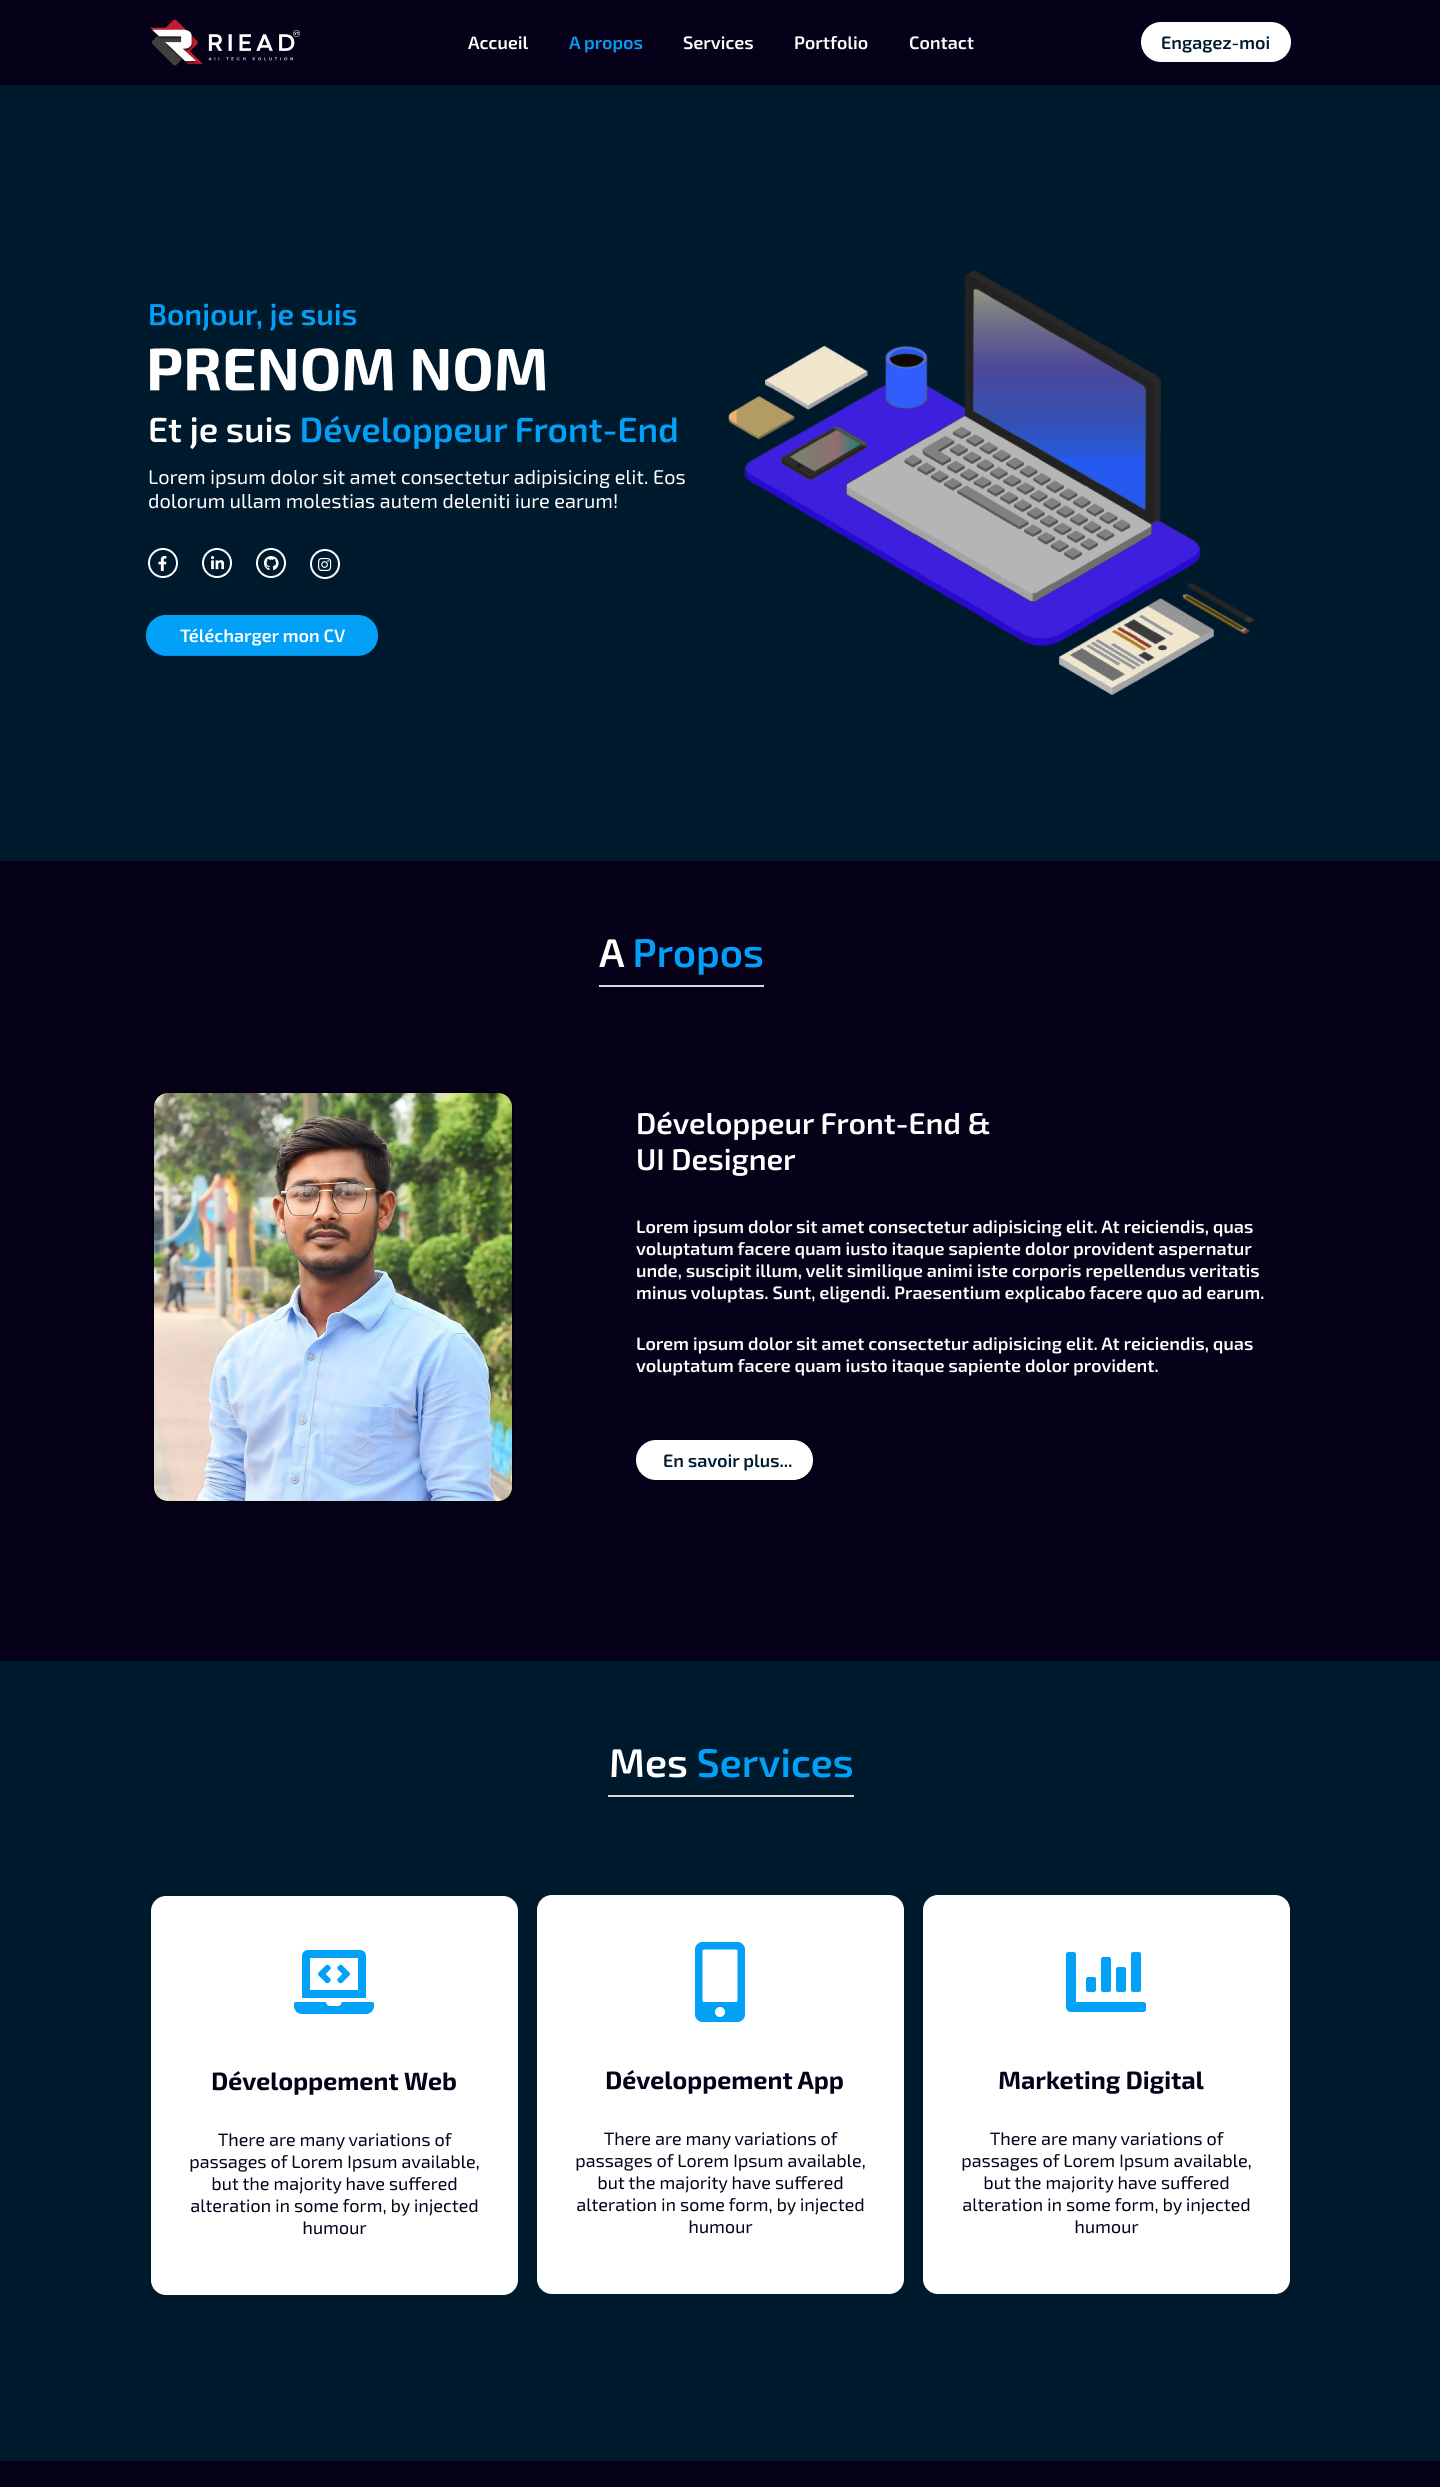 RIEAD
All TECH SOLUTION
Accueil
A propos
Services
Portfolio
Contact
Engagez-moi
Bonjour, je suis
PRENOM NOM
Et je suis Développeur Front-End
Lorem ipsum dolor sit amet consectetur adipisicing elit. Eos
dolorum ullam molestias autem deleniti iure earum!
Télécharger mon CV
A Propos
Développeur Front-End &
UI Designer
Lorem ipsum dolor sit amet consectetur adipisicing elit. At reiciendis, quas
voluptatum facere quam iusto itaque sapiente dolor provident aspernatur
unde, suscipit illum, velit similique animi iste corporis repellendus veritatis
minus voluptas. Sunt, eligendi. Praesentium explicabo facere quo ad earum.
Lorem ipsum dolor sit amet consectetur adipisicing elit. At reiciendis, quas
voluptatum facere quam iusto itaque sapiente dolor provident.
En savoir plus...
Mes Services
Développement Web
There are many variations of
passages of Lorem Ipsum available,
but the majority have suffered
alteration in some form, by injected
humour
Développement App
There are many variations of
passages of Lorem Ipsum available,
but the majority have suffered
alteration in some form, by injected
humour
Marketing Digital
There are many variations of
passages of Lorem Ipsum available,
but the majority have suffered
alteration in some form, by injected
humour